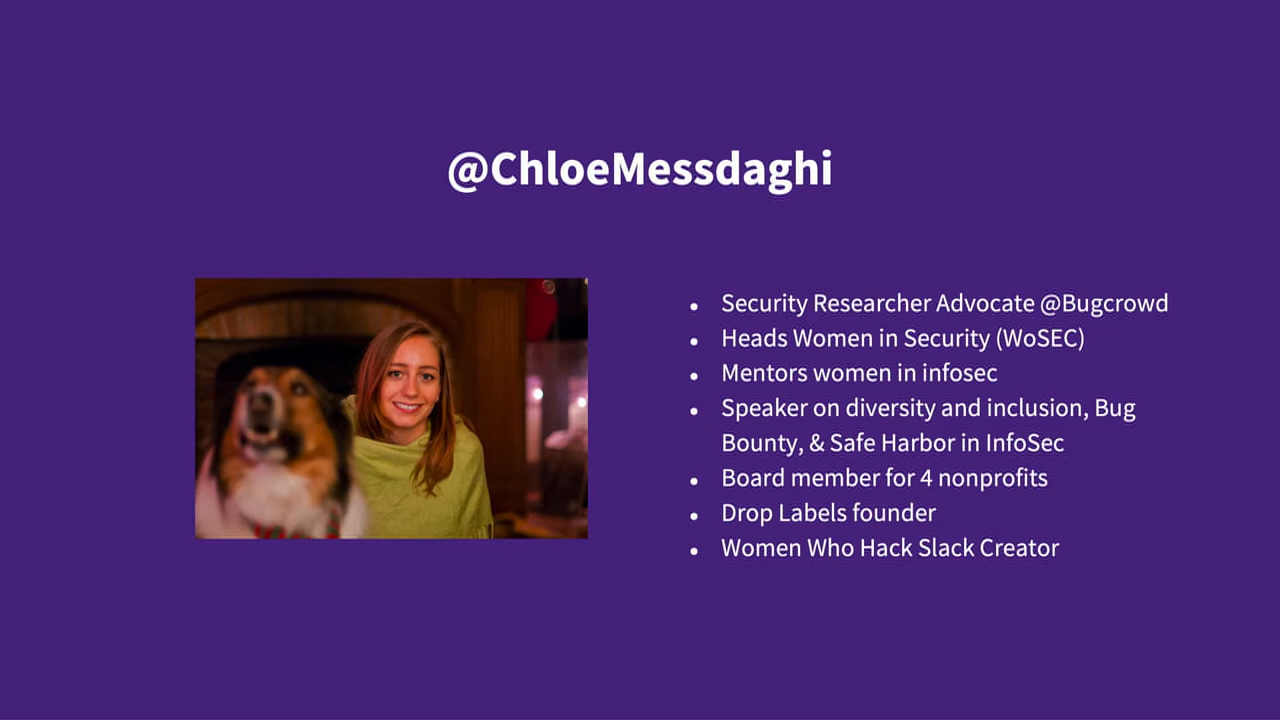 @ChloeMessdaghi
• Security Researcher Advocate @Bugcrowd
• Heads Women in Security (WoSEC)
• Mentors women in infosec
• Speaker on diversity and inclusion, Bug
Bounty, & Safe Harbor in InfoSec
• Board member for 4 nonprofits
• Drop Labels founder
• Women Who Hack Slack Creator